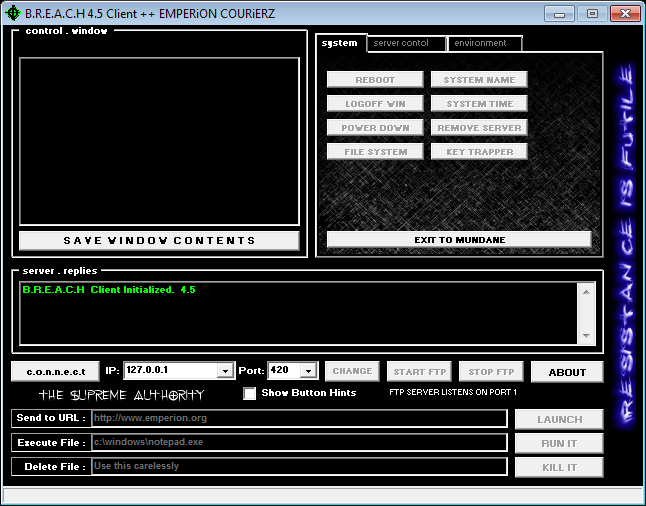 B.R.E.A.C.H 4.5 Client ++ EMPERiON COURiERZ
control . window
SAVE WINDOW CONTENTS
system
server contol
environment
REBOOT
SYSTEM NAME
LOGOFF WIN
SYSTEM TIME
POWER DOWN
REMOVE SERVER
FILE SYSTEM
KEY TRAPPER
EXIT TO MUNDANE
RESISTANCE IS FUTILE
server . replies
B.R.E.A.C.H Client Initialized. 4.5
c.o.n.n.e.c.t
IP:
127.0.0.1
Port:
420
CHANGE
START FTP
STOP FTP
ABOUT
THE SUPREME AUTHORITY
Show Button Hints
FTP SERVER LISTENS ON PORT 1
Send to URL :
http://www.emperion.org
LAUNCH
Execute File :
c:\windows\notepad.exe
RUN IT
Delete File :
Use this carelessly
KILL IT